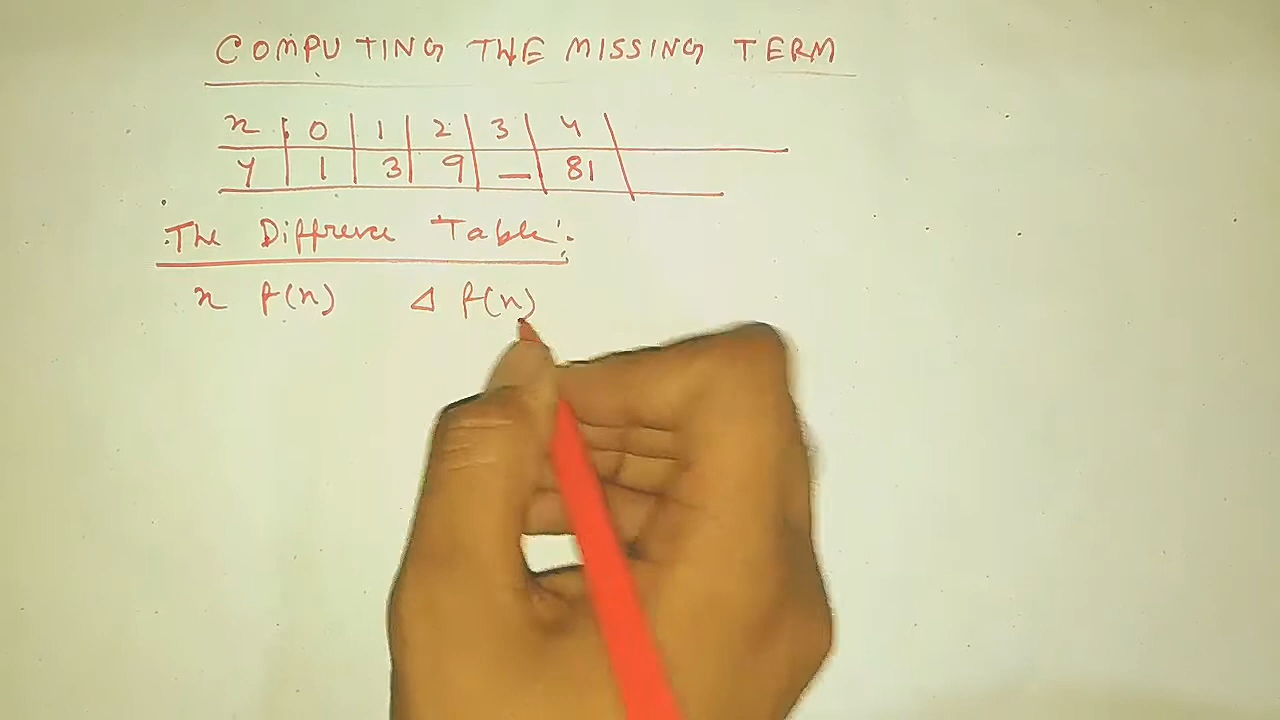 COMPUTING THE MISSING TERM
x 0 1 2 3 4
y 1 3 9 — 81
The Diffrence Table:
x f(x) Δ f(x)